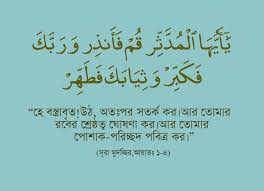 يَٰٓأَيُّهَا ٱلْمُدَّثِّرُ قُمْ فَأَنذِرْ وَرَبَّكَ
فَكَبِّرْ وَثِيَابَكَ فَطَهِّرْ
“হে বস্ত্রাবৃত!উঠ, অতঃপর সতর্ক কর।আর তোমার
রবের শ্রেষ্ঠত্ব ঘোষণা কর।আর তোমার
পোশাক-পরিচ্ছদ পবিত্র কর।”
(সূরা মুদ্দাচ্ছির,আয়াতঃ ১-৪)